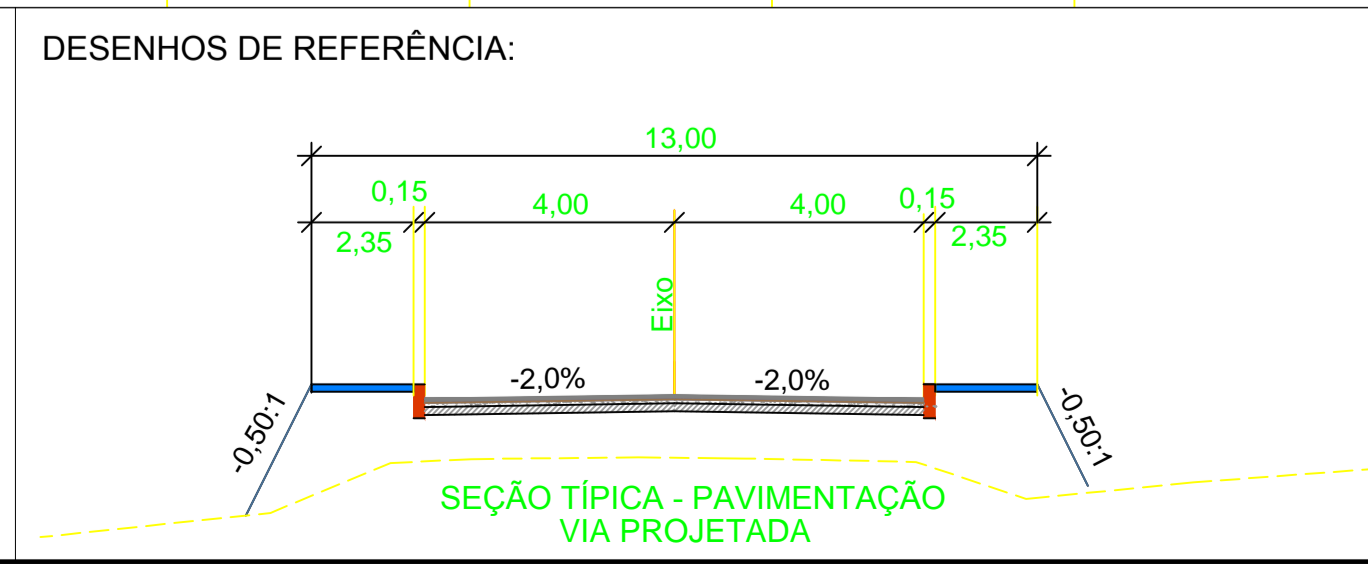 DESENHOS DE REFERÊNCIA:
13,00
0,15
4,00
4,00
0,15
2,35
2,35
Eixo
-2,0%
-2,0%
-0,50:1
-0,50:1
SEÇÃO TÍPICA - PAVIMENTAÇÃO
VIA PROJETADA